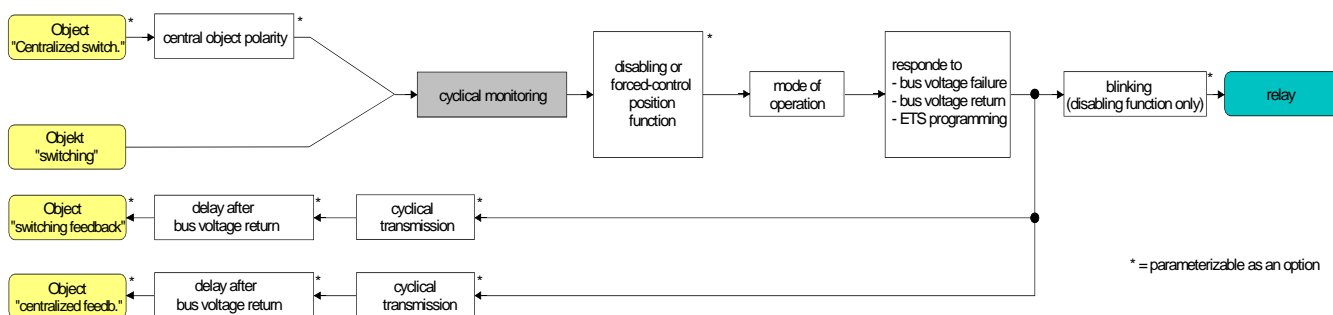 Object
"Centralized switch."
*
central object polarity
*
Objekt
"switching"
cyclical monitoring
disabling or
forced-control
position
function
*
mode of
operation
responde to
- bus voltage failure
- bus voltage return
- ETS programming
blinking
(disabling function only)
*
relay
Object
"switching feedback"
*
delay after
bus voltage return
*
cyclical
transmission
*
Object
"centralized feedb."
*
delay after
bus voltage return
*
cyclical
transmission
*
* = parameterizable as an option